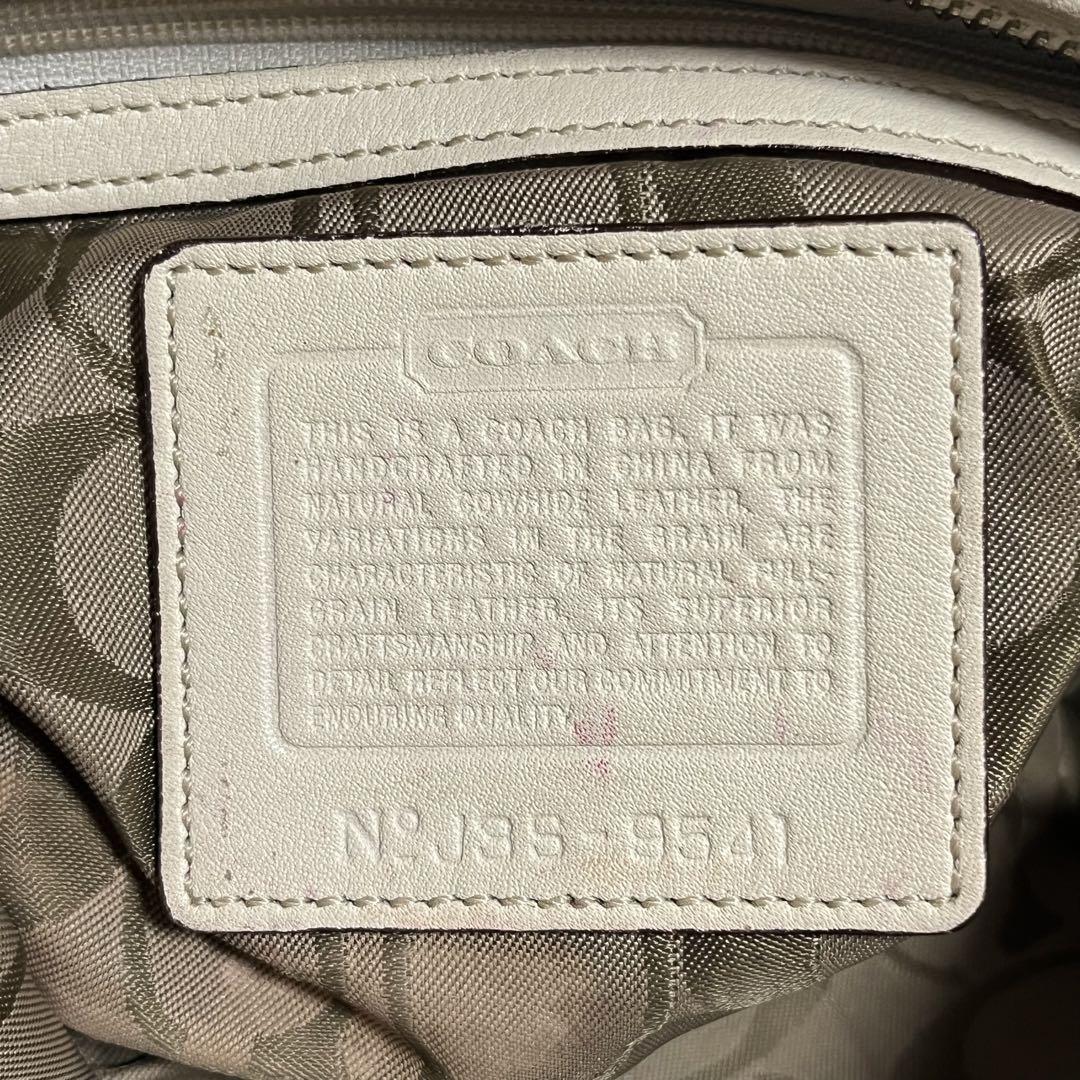 COACH
THIS IS A COACH BAG. IT WAS
HANDCRAFTED IN CHINA FROM
NATURAL COWHIDE LEATHER. THE
VARIATIONS IN THE GRAIN ARE
CHARACTERISTIC OF NATURAL FULL-
GRAIN LEATHER. ITS SUPERIOR
CRAFTSMANSHIP AND ATTENTION TO
DETAIL REFLECT OUR COMMITMENT TO
ENDURING QUALITY.
Nº